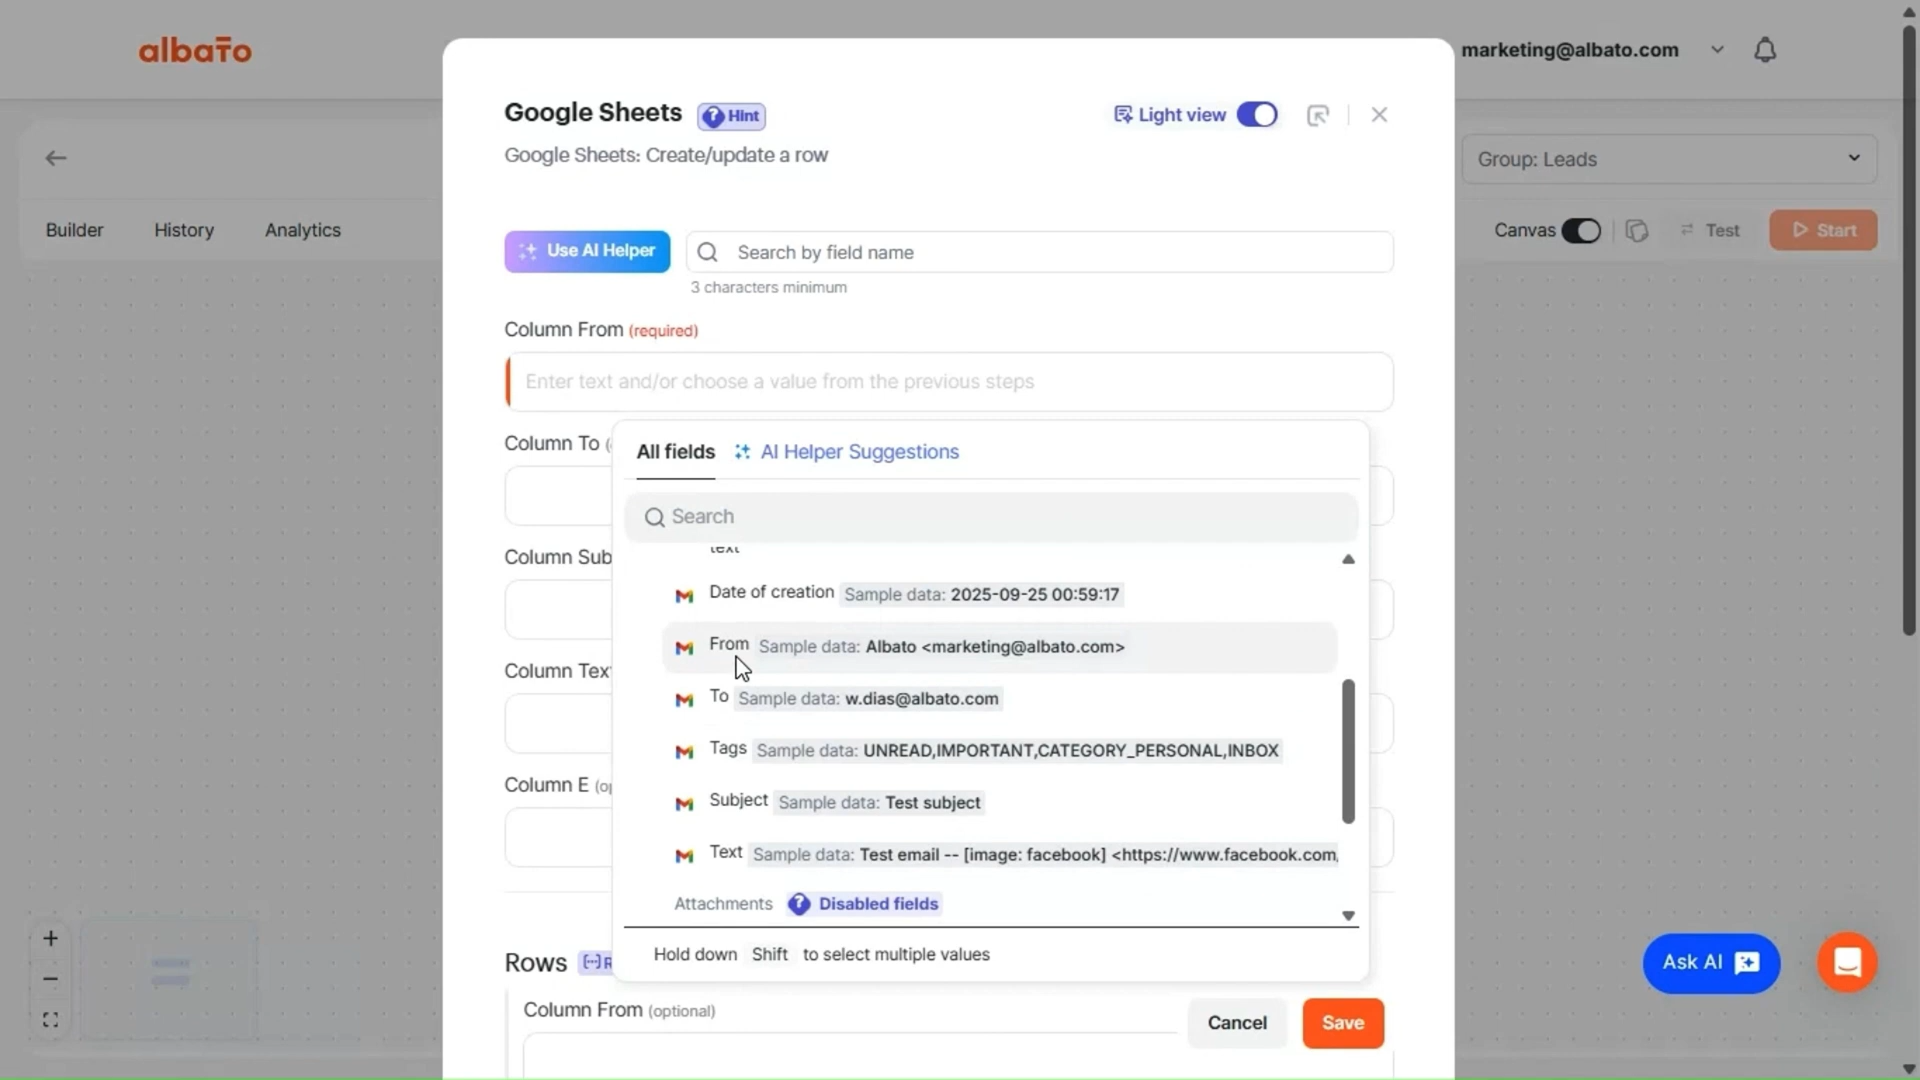 albato
marketing@albato.com
Google Sheets
Hint
Light view
Google Sheets: Create/update a row
Group: Leads
Builder
History
Analytics
Canvas
Test
Start
Use AI Helper
Search by field name
3 characters minimum
Column From (required)
Enter text and/or choose a value from the previous steps
Column To
All fields
AI Helper Suggestions
Search
text
Column Sub
Date of creation Sample data: 2025-09-25 00:59:17
From Sample data: Albato <marketing@albato.com>
Column Tex
To Sample data: w.dias@albato.com
Tags Sample data: UNREAD,IMPORTANT,CATEGORY_PERSONAL,INBOX
Column E
Subject Sample data: Test subject
Text Sample data: Test email -- [image: facebook] <https://www.facebook.com,
Attachments Disabled fields
Hold down Shift to select multiple values
Rows
Column From (optional)
Cancel
Save
Ask AI